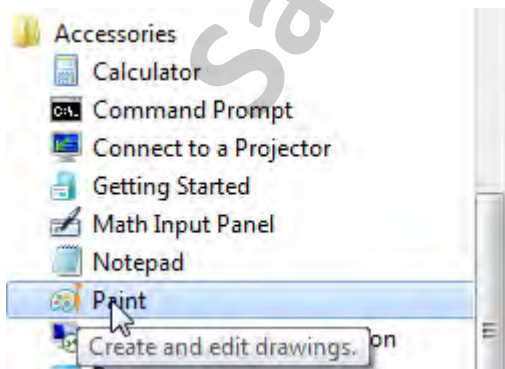 Accessories
Calculator
Command Prompt
Connect to a Projector
Getting Started
Math Input Panel
Notepad
Paint
Create and edit drawings.